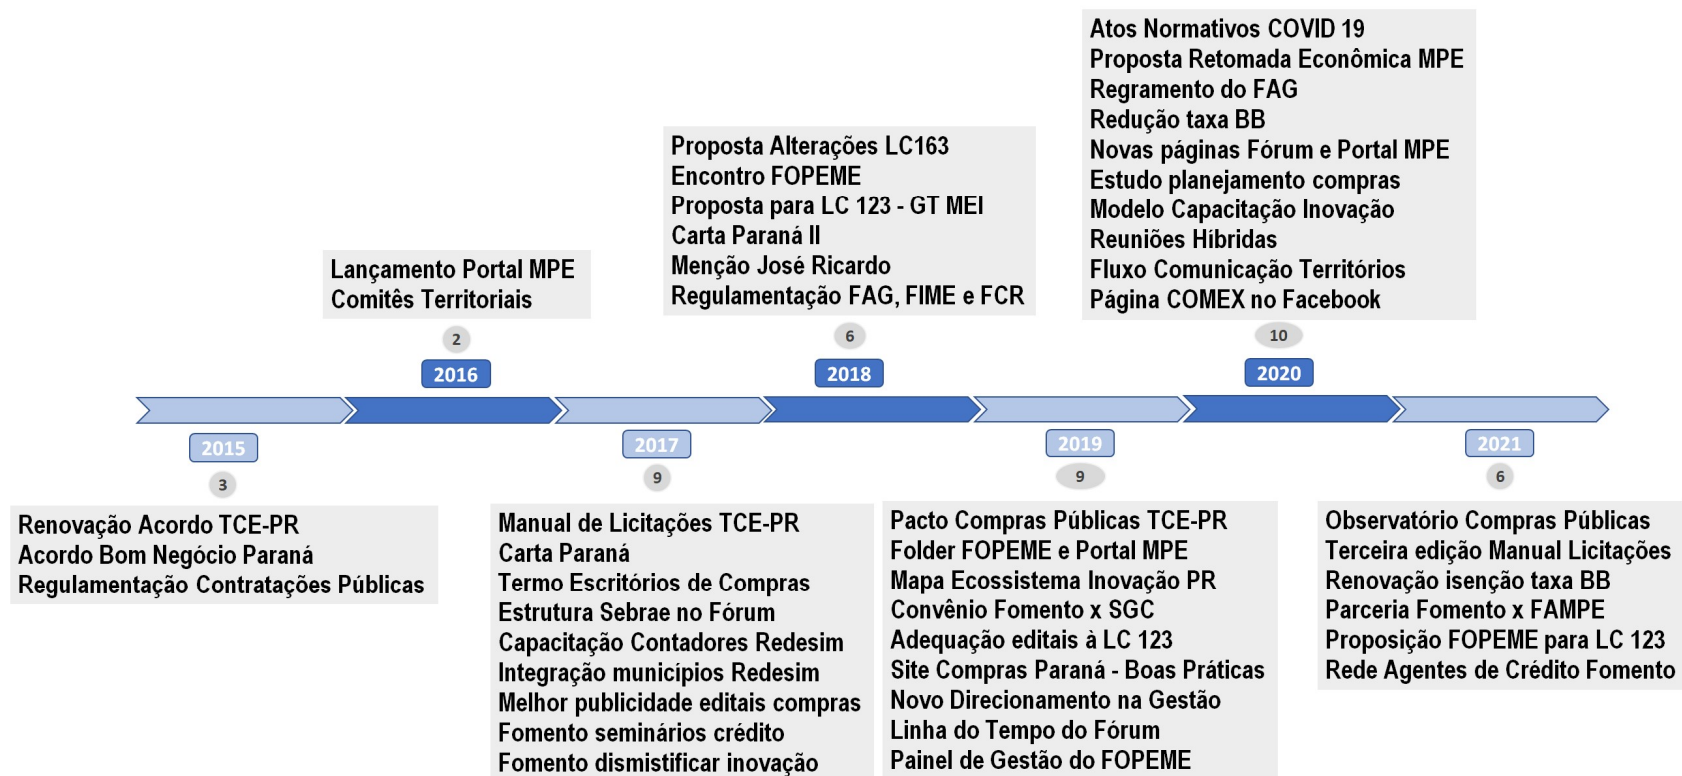 Atos Normativos COVID 19
Proposta Retomada Econômica MPE
Regramento do FAG
Redução taxa BB
Novas páginas Fórum e Portal MPE
Estudo planejamento compras
Modelo Capacitação Inovação
Reuniões Híbridas
Fluxo Comunicação Territórios
Página COMEX no Facebook
10
2020
Proposta Alterações LC163
Encontro FOPEME
Proposta para LC 123 - GT MEI
Carta Paraná II
Menção José Ricardo
Regulamentação FAG, FIME e FCR
6
2018
Lançamento Portal MPE
Comitês Territoriais
2
2016
2015
3
Renovação Acordo TCE-PR
Acordo Bom Negócio Paraná
Regulamentação Contratações Públicas
2017
9
Manual de Licitações TCE-PR
Carta Paraná
Termo Escritórios de Compras
Estrutura Sebrae no Fórum
Capacitação Contadores Redesim
Integração municípios Redesim
Melhor publicidade editais compras
Fomento seminários crédito
Fomento dismistificar inovação
2019
9
Pacto Compras Públicas TCE-PR
Folder FOPEME e Portal MPE
Mapa Ecossistema Inovação PR
Convênio Fomento x SGC
Adequação editais à LC 123
Site Compras Paraná - Boas Práticas
Novo Direcionamento na Gestão
Linha do Tempo do Fórum
Painel de Gestão do FOPEME
2021
6
Observatório Compras Públicas
Terceira edição Manual Licitações
Renovação isenção taxa BB
Parceria Fomento x FAMPE
Proposição FOPEME para LC 123
Rede Agentes de Crédito Fomento